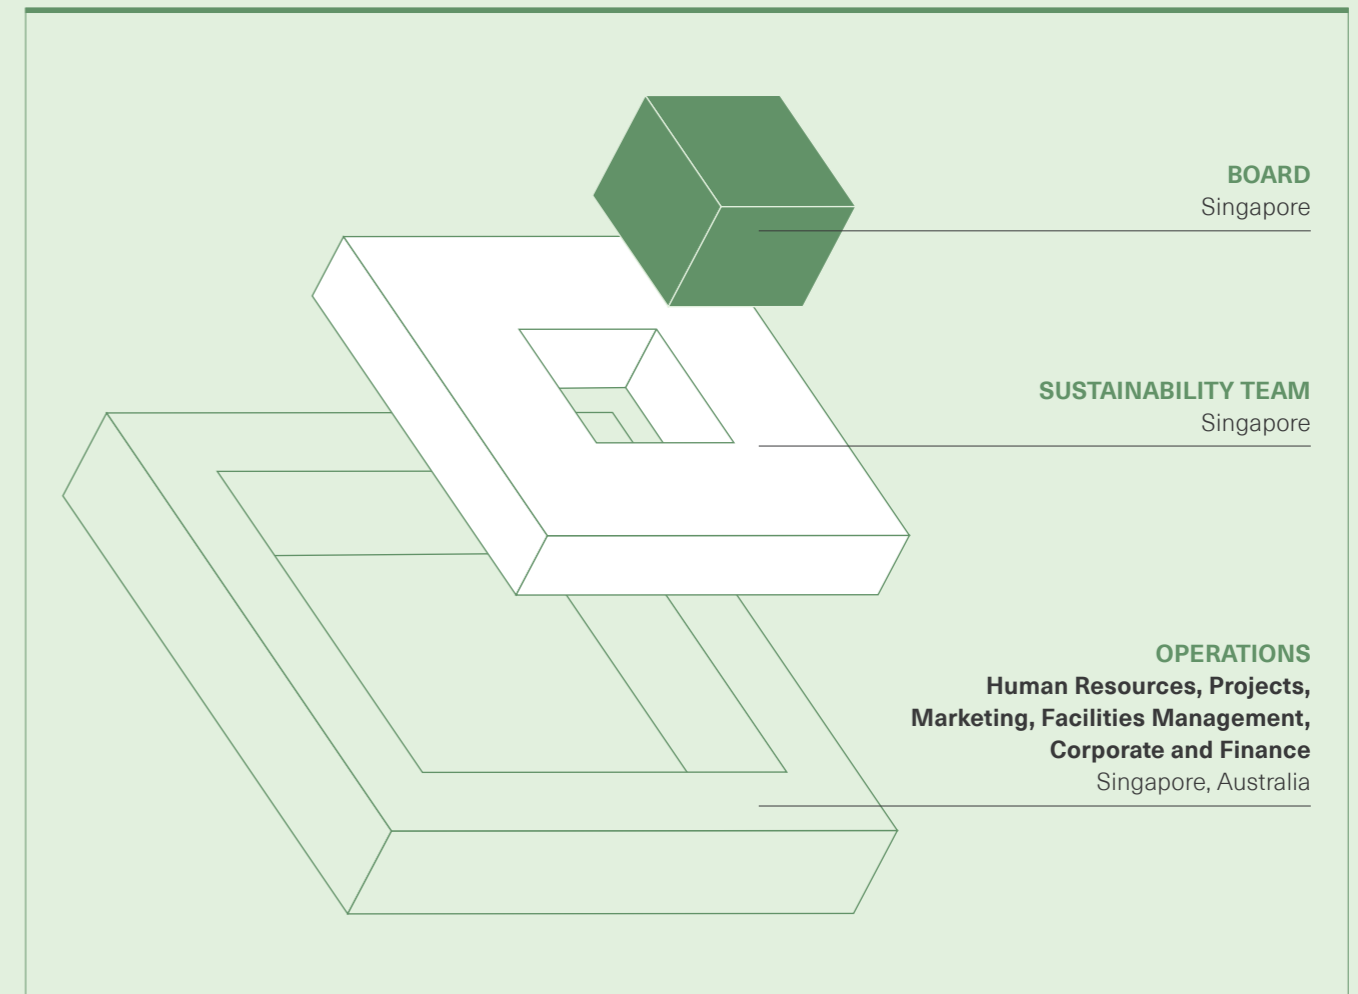 BOARD
Singapore
SUSTAINABILITY TEAM
Singapore
OPERATIONS
Human Resources, Projects,
Marketing, Facilities Management,
Corporate and Finance
Singapore, Australia